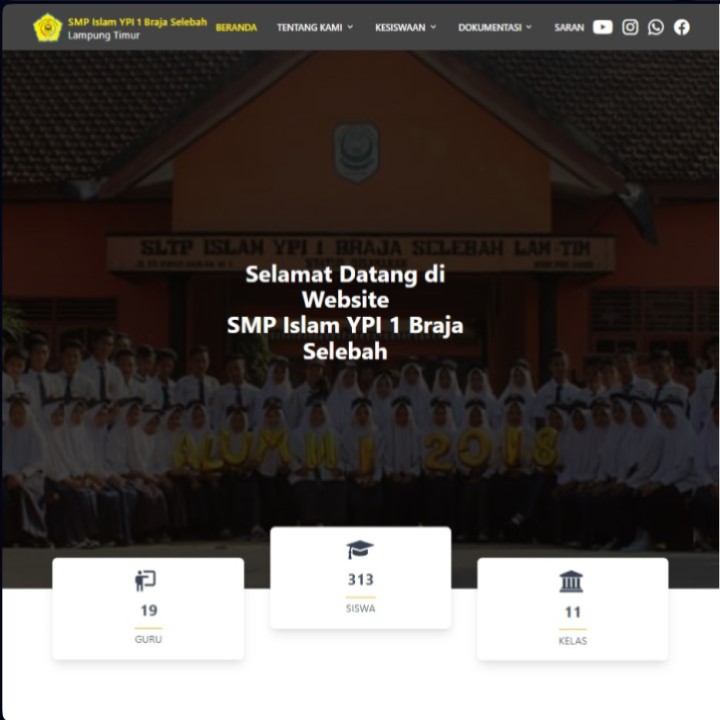 SMP Islam YPI 1 Braja Selebah
Lampung Timur
BERANDA
TENTANG KAMI
KESISWAAN
DOKUMENTASI
SARAN
SLTP ISLAM YPI 1 BRAJA SELEBAH LAM-TIM
Selamat Datang di
Website
SMP Islam YPI 1 Braja
Selebah
ALUMNI 2018
19
GURU
313
SISWA
11
KELAS